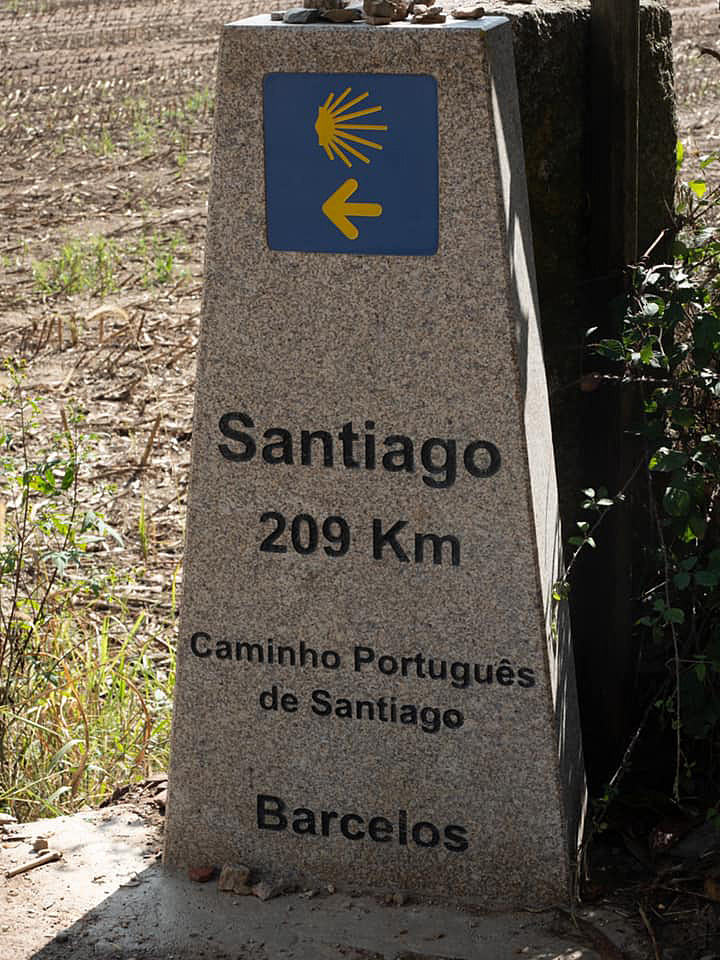 Santiago
209 Km
Caminho Português
de Santiago
Barcelos